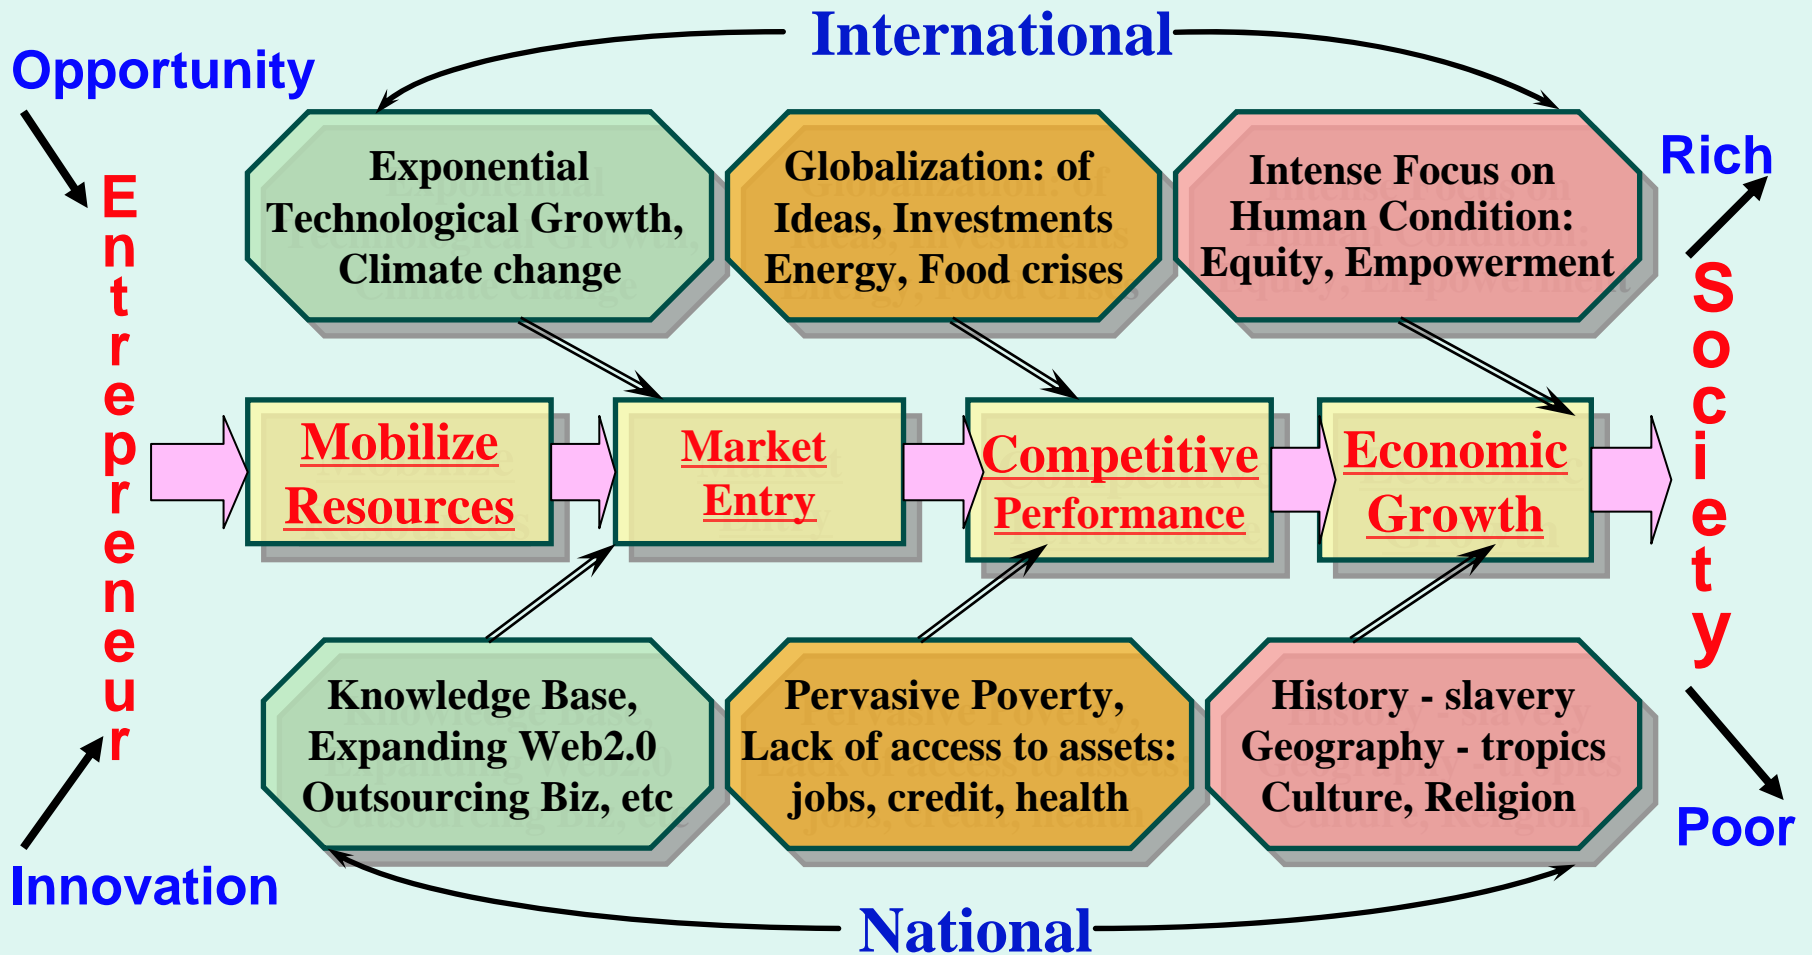 International
Opportunity
Exponential
Technological Growth,
Climate change
Globalization: of
Ideas, Investments
Energy, Food crises
Intense Focus on
Human Condition:
Equity, Empowerment
Rich
Entrepreneur
Mobilize
Resources
Market
Entry
Competitive
Performance
Economic
Growth
Society
Knowledge Base,
Expanding Web2.0
Outsourcing Biz, etc
Pervasive Poverty,
Lack of access to assets:
jobs, credit, health
History - slavery
Geography - tropics
Culture, Religion
Poor
Innovation
National